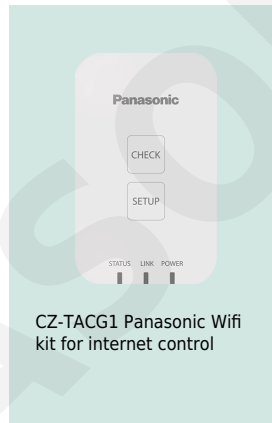 Panasonic
CHECK
SETUP
STATUS LINK POWER
CZ-TACG1 Panasonic Wifi
kit for internet control